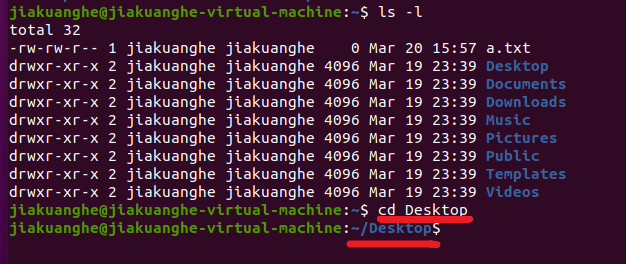 jiakuanghe@jiakuanghe-virtual-machine:~$ ls -l
total 32
-rw-rw-r-- 1 jiakuanghe jiakuanghe    0 Mar 20 15:57 a.txt
drwxr-xr-x 2 jiakuanghe jiakuanghe 4096 Mar 19 23:39 Desktop
drwxr-xr-x 2 jiakuanghe jiakuanghe 4096 Mar 19 23:39 Documents
drwxr-xr-x 2 jiakuanghe jiakuanghe 4096 Mar 19 23:39 Downloads
drwxr-xr-x 2 jiakuanghe jiakuanghe 4096 Mar 19 23:39 Music
drwxr-xr-x 2 jiakuanghe jiakuanghe 4096 Mar 19 23:39 Pictures
drwxr-xr-x 2 jiakuanghe jiakuanghe 4096 Mar 19 23:39 Public
drwxr-xr-x 2 jiakuanghe jiakuanghe 4096 Mar 19 23:39 Templates
drwxr-xr-x 2 jiakuanghe jiakuanghe 4096 Mar 19 23:39 Videos
jiakuanghe@jiakuanghe-virtual-machine:~$ cd Desktop
jiakuanghe@jiakuanghe-virtual-machine:~/Desktop$